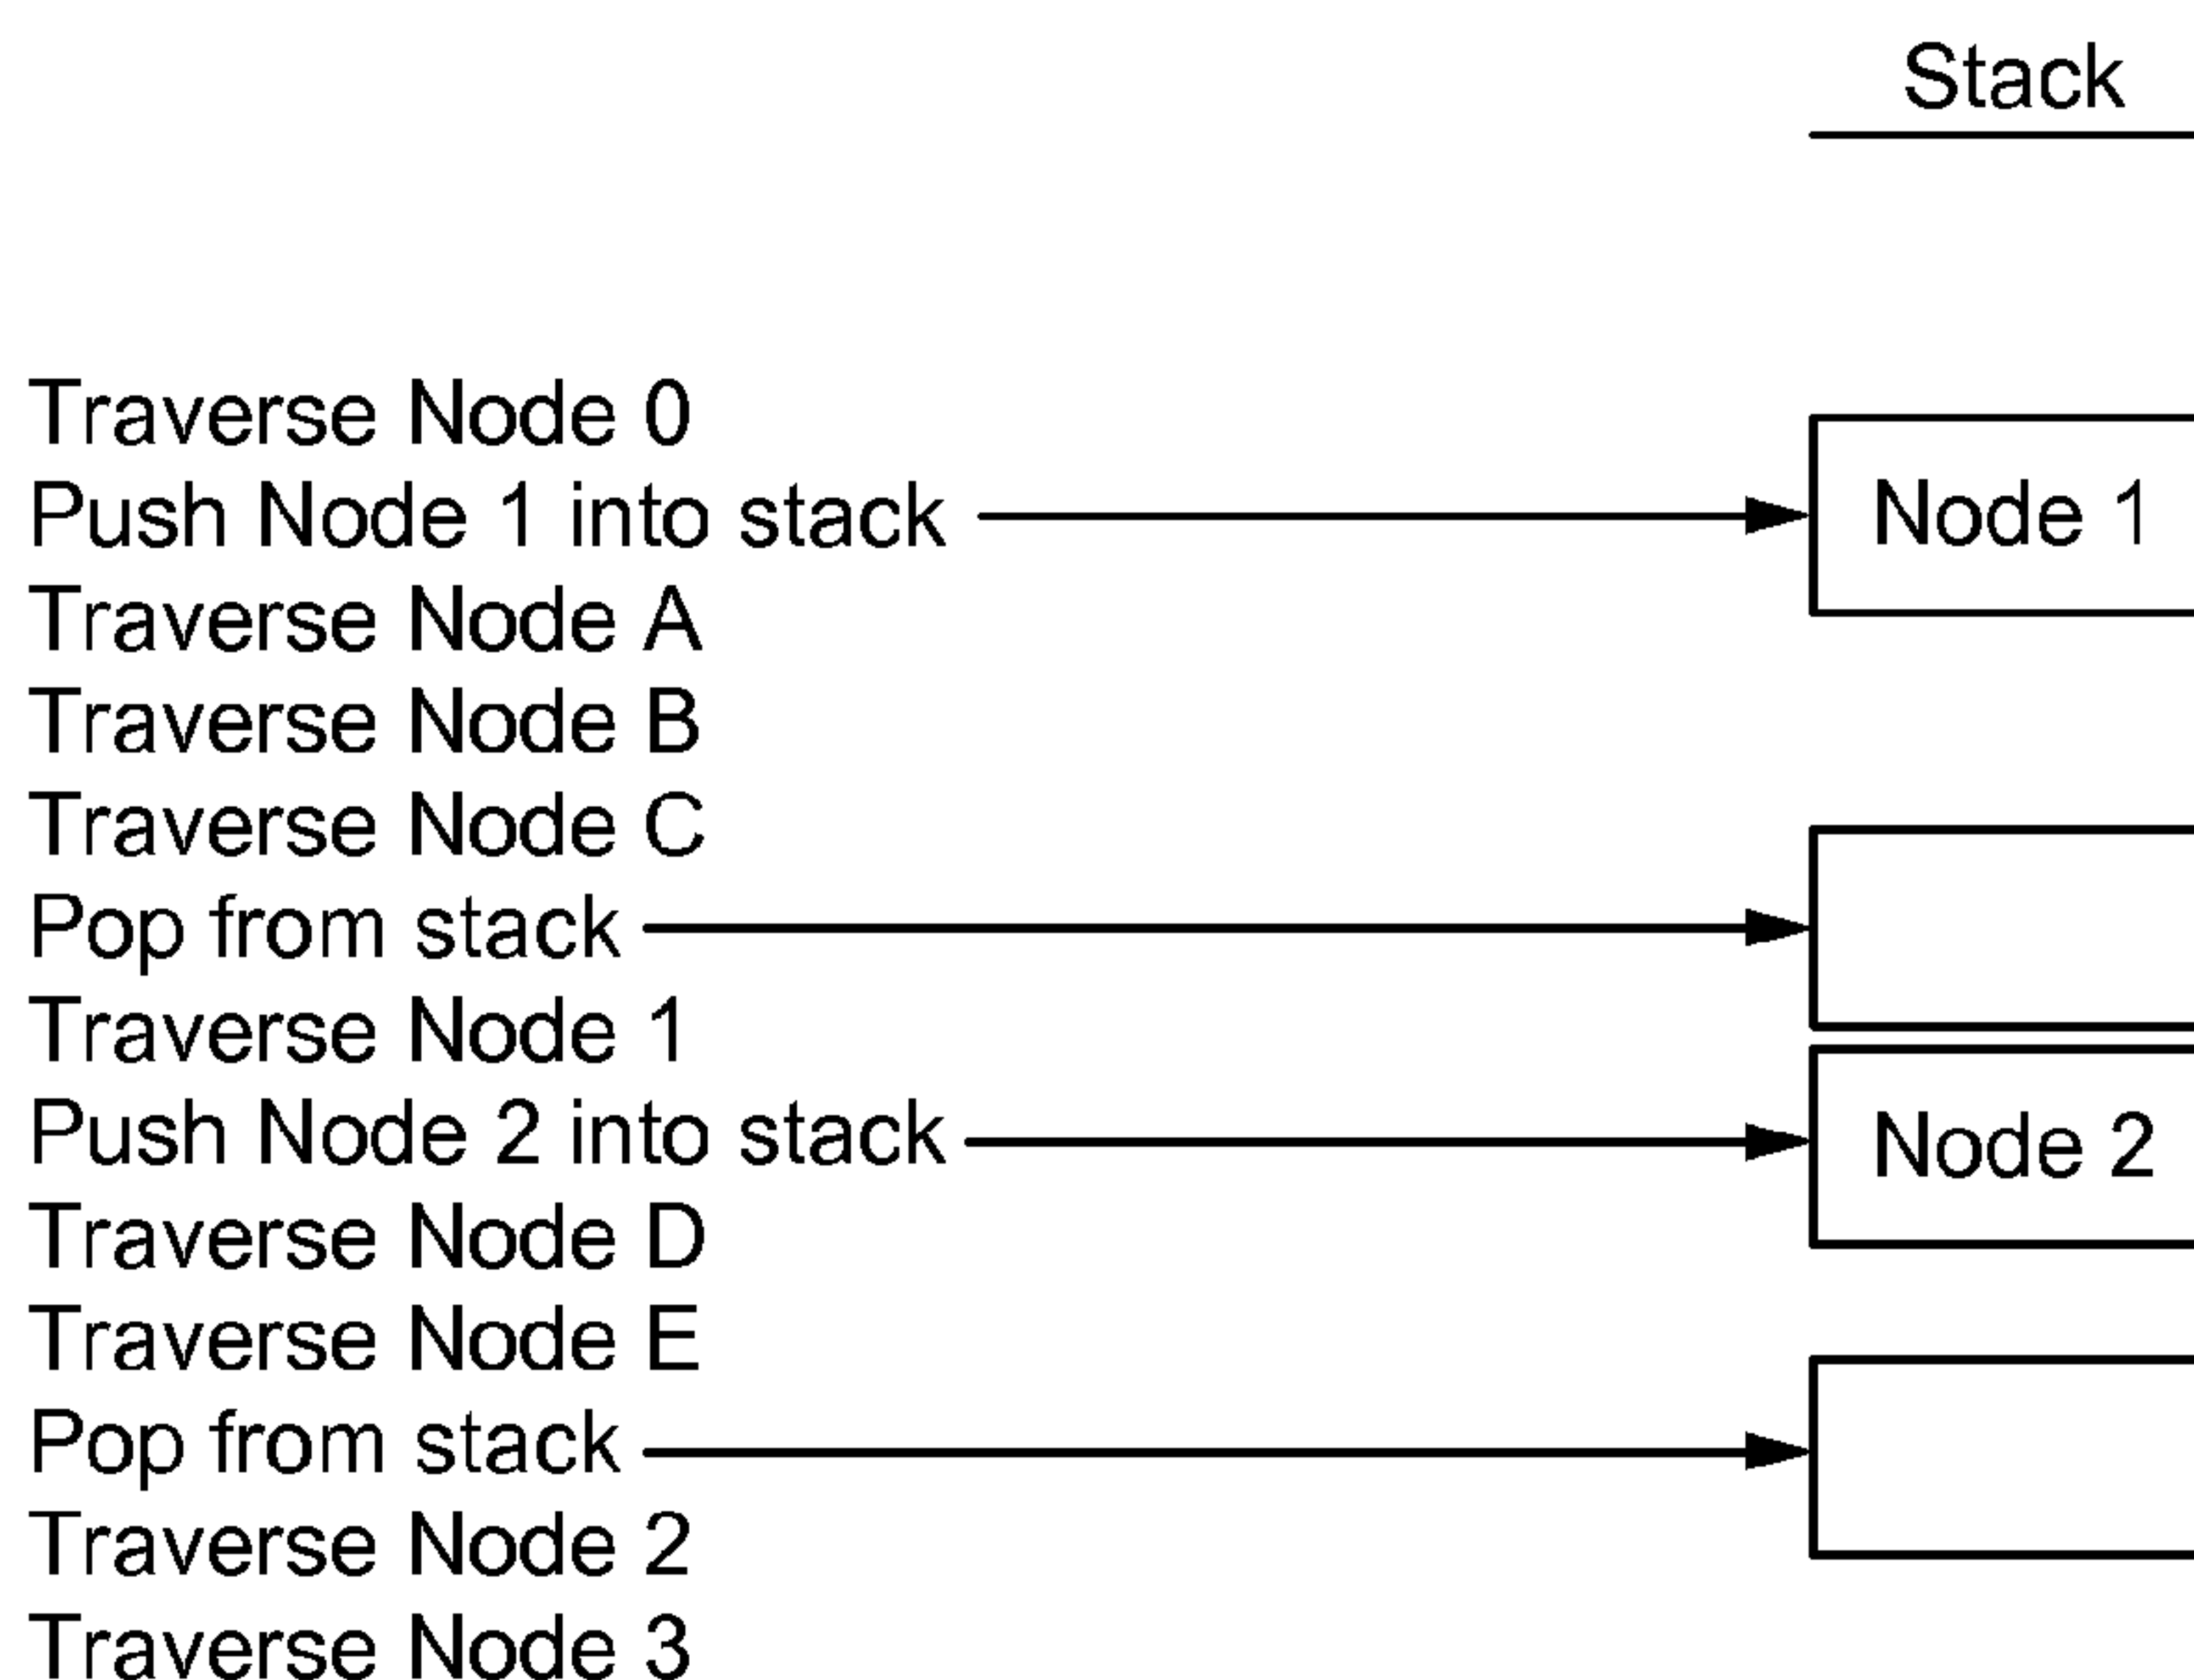 Stack
Traverse Node 0
Push Node 1 into stack
Node 1
Traverse Node A
Traverse Node B
Traverse Node C
Pop from stack
Traverse Node 1
Push Node 2 into stack
Node 2
Traverse Node D
Traverse Node E
Pop from stack
Traverse Node 2
Traverse Node 3